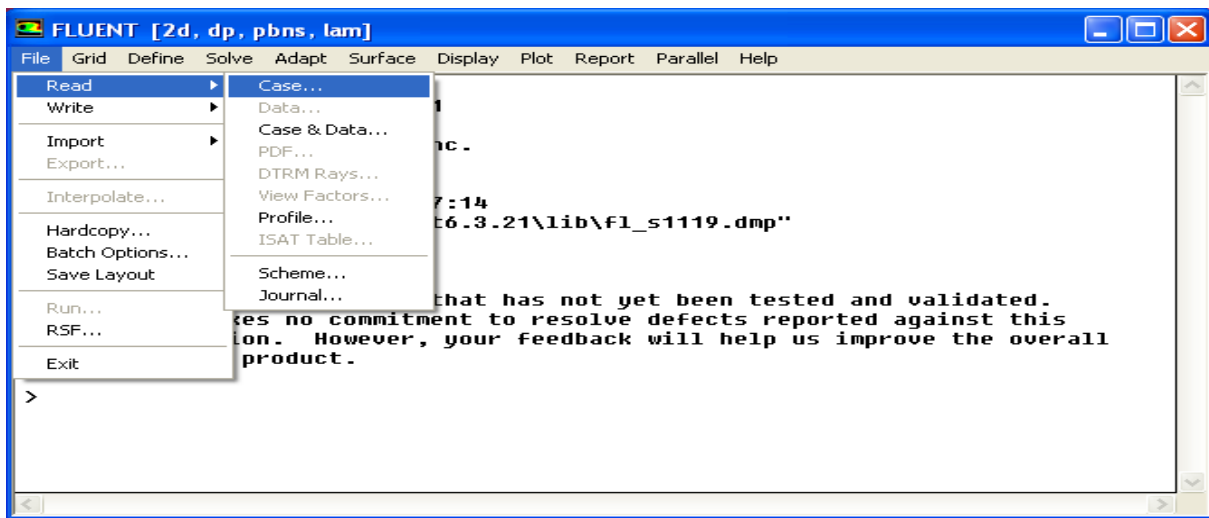 FLUENT [2d, dp, pbns, lam]
File Grid Define Solve Adapt Surface Display Plot Report Parallel Help
Read
Write
Import
Export...
Interpolate...
Hardcopy...
Batch Options...
Save Layout
Run...
RSF...
Exit
Case...
Data...
Case & Data...
PDF...
DTRM Rays...
View Factors...
Profile...
ISAT Table...
Scheme...
Journal...
nc.
7:14
t6.3.21\lib\fl_s1119.dmp"
that has not yet been tested and validated.
kes no commitment to resolve defects reported against this
ion. However, your feedback will help us improve the overall
product.
>